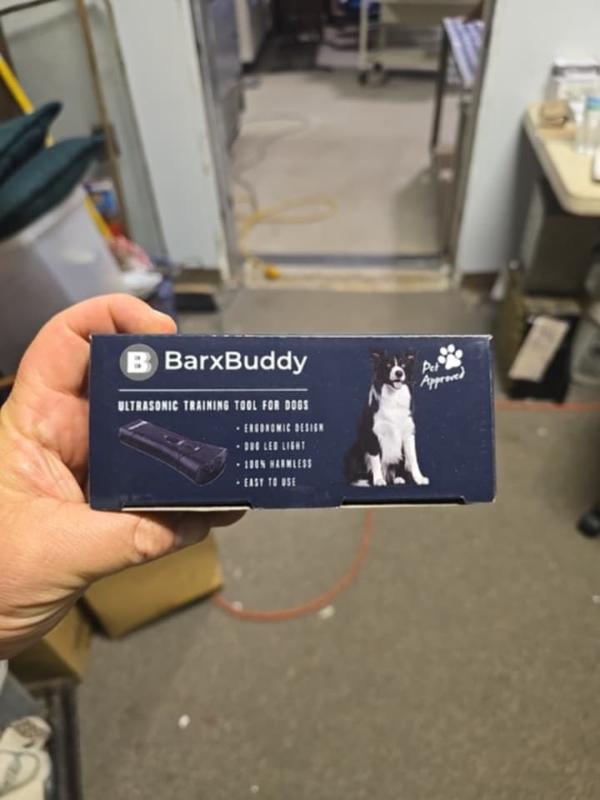 B BarxBuddy
Pet
Approved
ULTRASONIC TRAINING TOOL FOR DOGS
• ERGONOMIC DESIGN
• DUO LED LIGHT
• 100% HARMLESS
• EASY TO USE